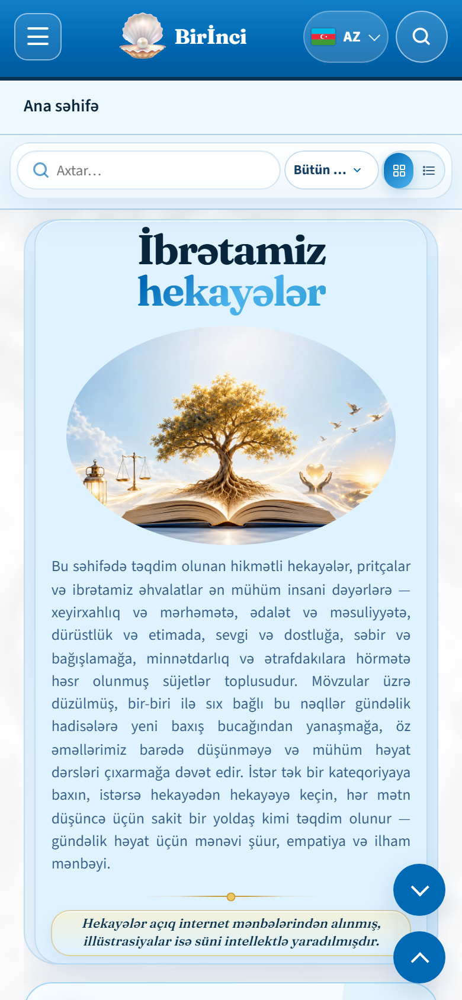 Birİnci
AZ
Ana səhifə
Axtar...
Bütün ...
İbrətamiz
hekayələr
Bu səhifədə təqdim olunan hikmətli hekayələr, pritçalar
və ibrətamiz əhvalatlar ən mühüm insani dəyərlərə —
xeyirxahlıq və mərhəmətə, ədalət və məsuliyyətə,
dürüstlük və etimada, sevgi və dostluğa, səbir və
bağışlamağa, minnətdarlıq və ətrafdakılara hörmətə
həsr olunmuş süjetlər toplusudur. Mövzular üzrə
düzülmüş, bir-biri ilə sıx bağlı bu nəqllər gündəlik
hadisələrə yeni baxış bucağından yanaşmağa, öz
əməllərimiz barədə düşünməyə və mühüm həyat
dərsləri çıxarmağa dəvət edir. İstər tək bir kateqoriyaya
baxın, istərsə hekayədən hekayəyə keçin, hər mətn
düşüncə üçün sakit bir yoldaş kimi təqdim olunur —
gündəlik həyat üçün mənəvi şüur, empatiya və ilham
mənbəyi.
Hekayələr açıq internet mənbələrindən alınmış,
illüstrasiyalar isə süni intellektlə yaradılmışdır.